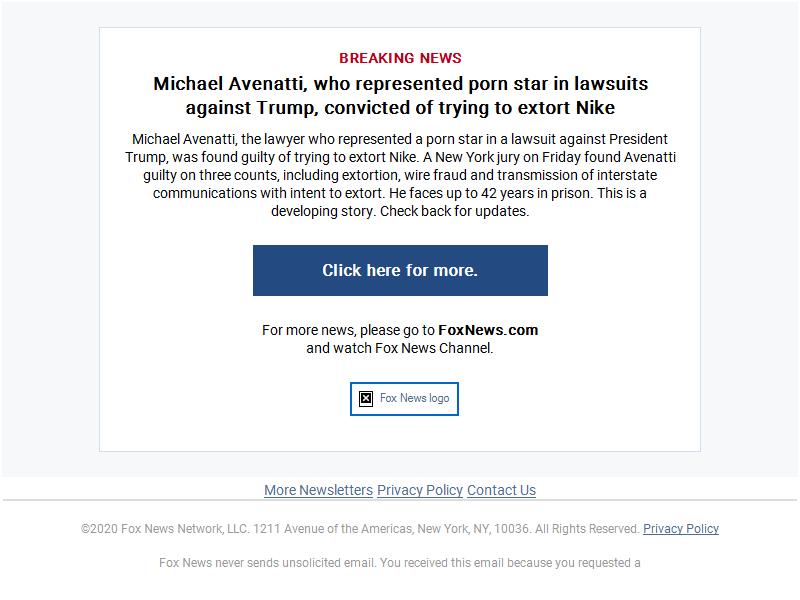 BREAKING NEWS
Michael Avenatti, who represented porn star in lawsuits
against Trump, convicted of trying to extort Nike
Michael Avenatti, the lawyer who represented a porn star in a lawsuit against President
Trump, was found guilty of trying to extort Nike. A New York jury on Friday found Avenatti
guilty on three counts, including extortion, wire fraud and transmission of interstate
communications with intent to extort. He faces up to 42 years in prison. This is a
developing story. Check back for updates.
Click here for more.
For more news, please go to FoxNews.com
and watch Fox News Channel.
Fox News logo
More Newsletters Privacy Policy Contact Us
©2020 Fox News Network, LLC. 1211 Avenue of the Americas, New York, NY, 10036. All Rights Reserved. Privacy Policy
Fox News never sends unsolicited email. You received this email because you requested a